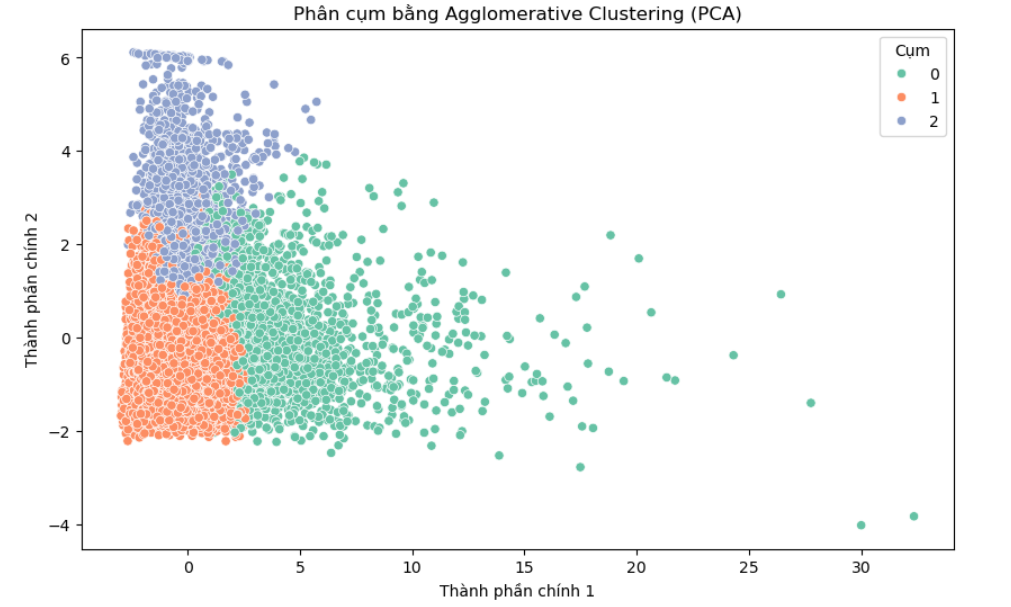 Phân cụm bằng Agglomerative Clustering (PCA)
Cụm
0
1
2
Thành phần chính 2
6
4
2
0
−2
−4
0 5 10 15 20 25 30
Thành phần chính 1